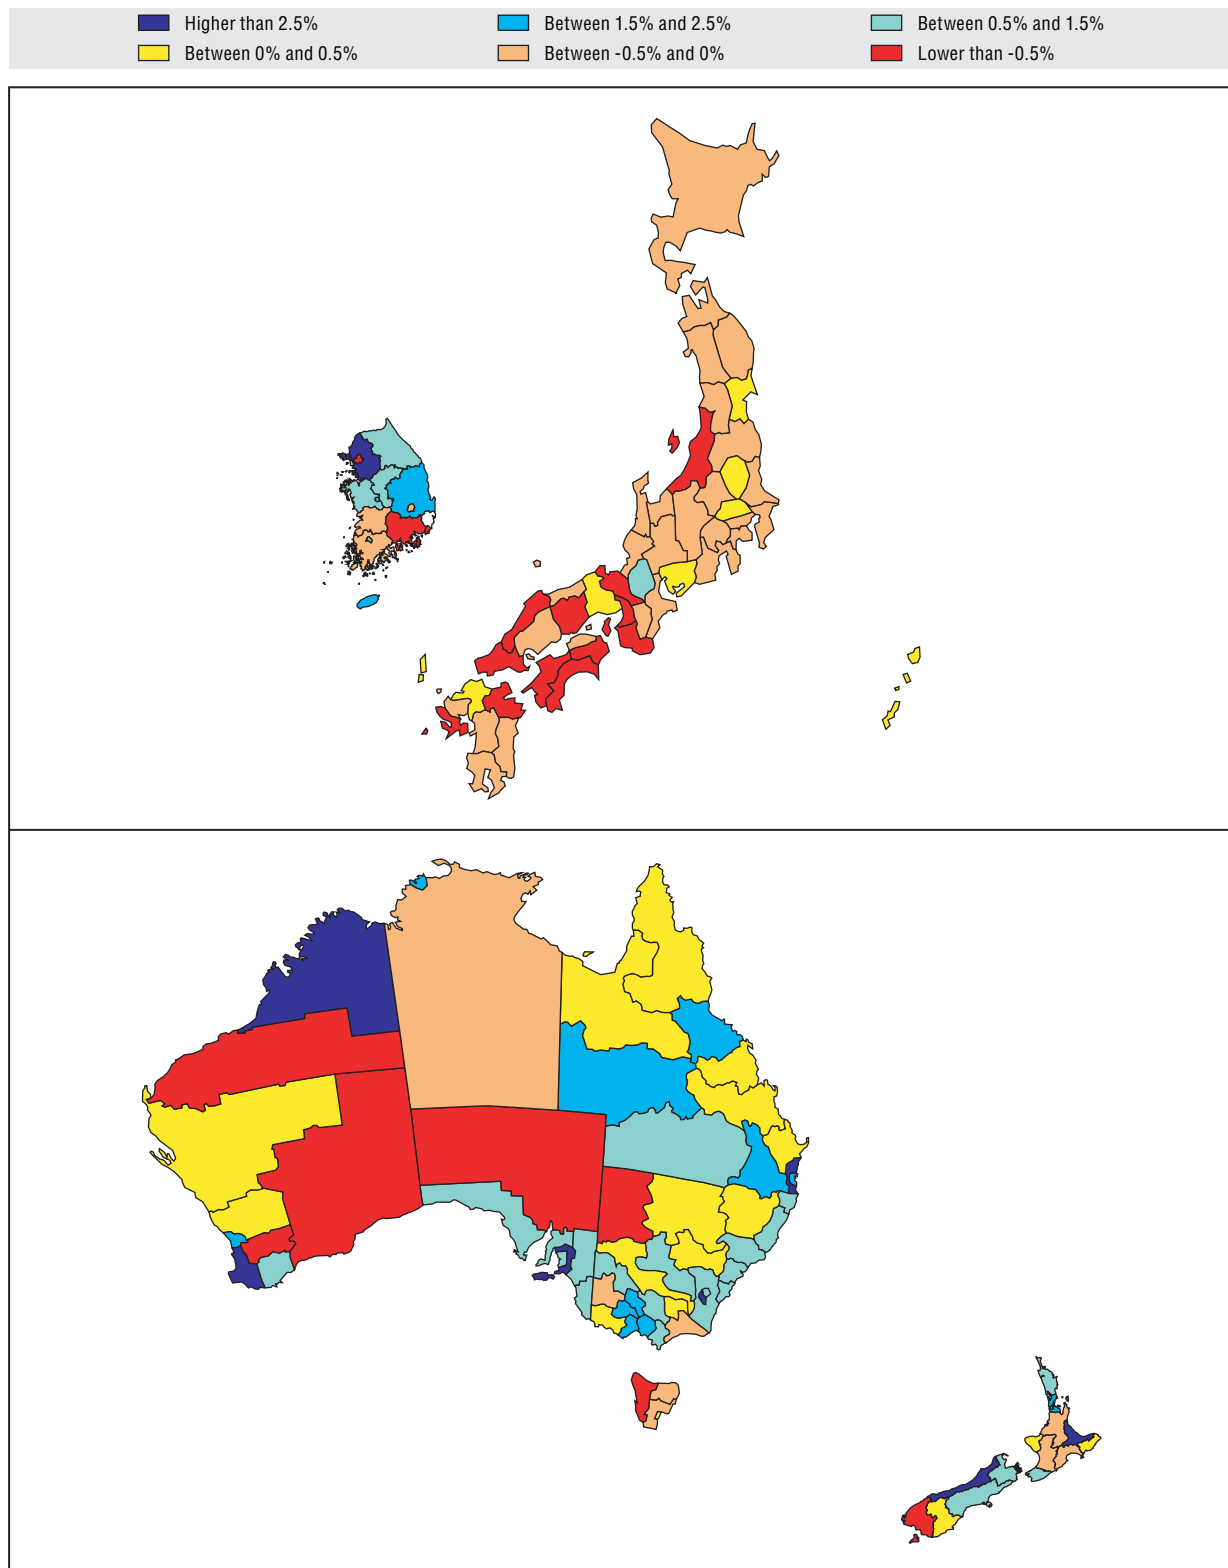 Higher than 2.5% Between 1.5% and 2.5% Between 0.5% and 1.5%
Between 0% and 0.5% Between -0.5% and 0% Lower than -0.5%